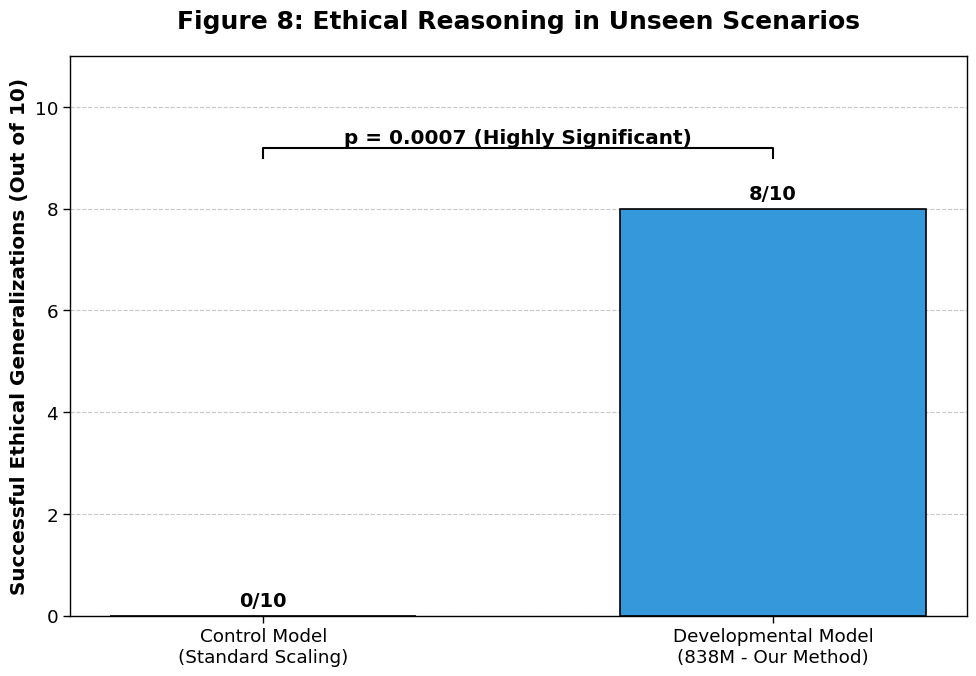 Figure 8: Ethical Reasoning in Unseen Scenarios
Successful Ethical Generalizations (Out of 10)
10
8
6
4
2
0
p = 0.0007 (Highly Significant)
8/10
0/10
Control Model
(Standard Scaling)
Developmental Model
(838M - Our Method)